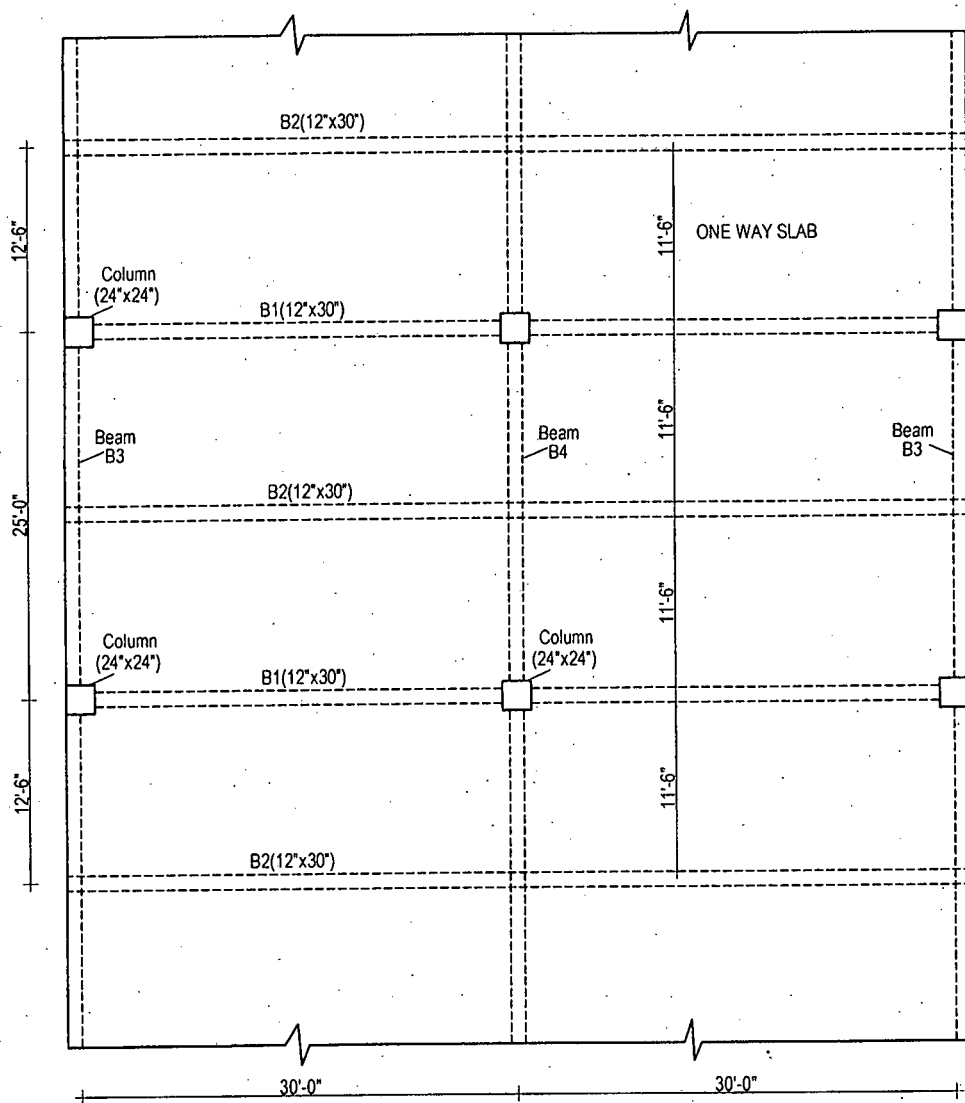 B2(12"x30")
12'-6"
11'-6"
ONE WAY SLAB
Column
(24"x24")
B1(12"x30")
Beam
B3
25'-0"
11'-6"
Beam
B4
Beam
B3
B2(12"x30")
11'-6"
Column
(24"x24")
B1(12"x30")
Column
(24"x24")
12'-6"
11'-6"
B2(12"x30")
30'-0"
30'-0"